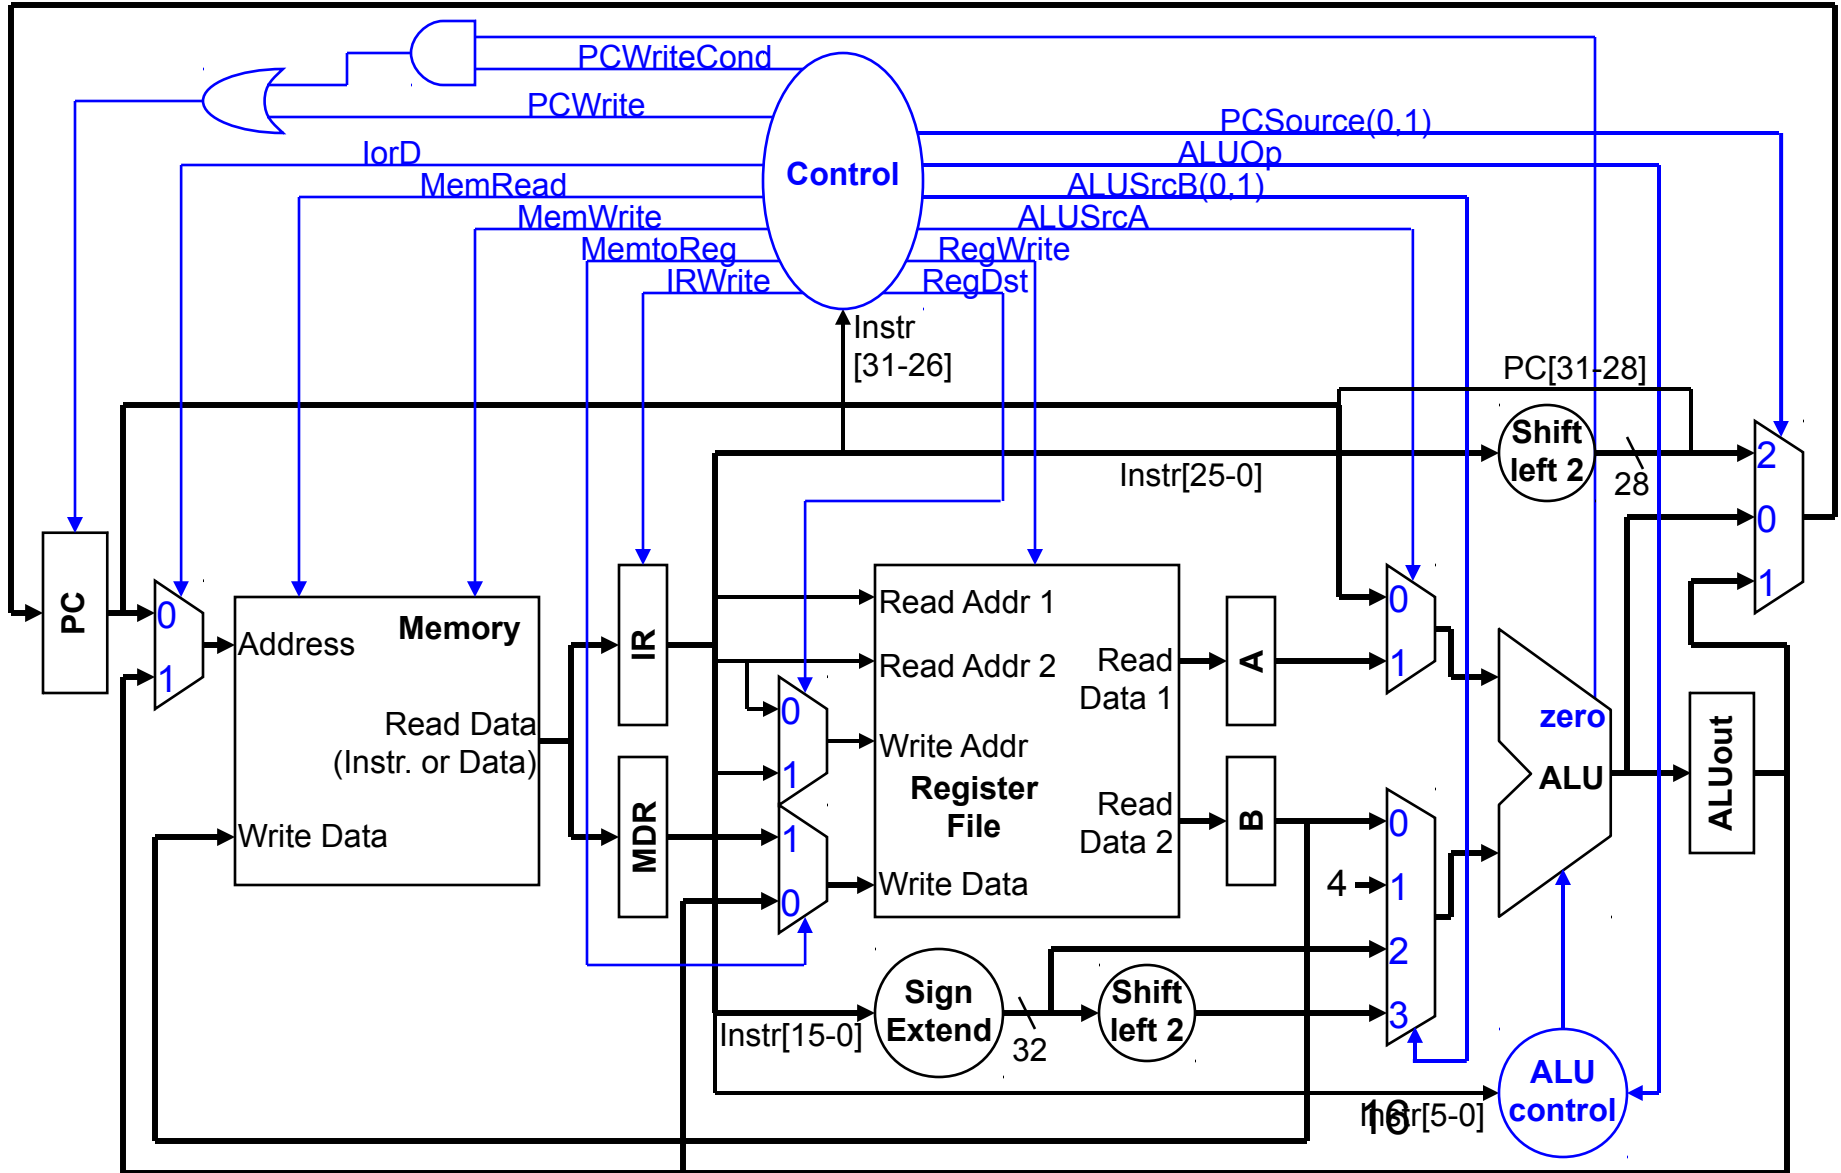 PCWriteCond
PCWrite
PCSource(0,1)
IorD
ALUOp
Control
MemRead
ALUSrcB(0,1)
MemWrite
ALUSrcA
MemtoReg
RegWrite
IRWrite
RegDst
Instr
[31-26]
PC[31-28]
Shift
left 2
2
Instr[25-0]
28
0
1
PC
0
1
Address
Memory
Read Data
(Instr. or Data)
Write Data
IR
MDR
0
1
1
0
Read Addr 1
Read Addr 2
Write Addr
Register
File
Write Data
Read
Data 1
Read
Data 2
A
B
0
1
0
4
1
2
3
zero
ALU
ALUout
Sign
Extend
Instr[15-0]
32
Shift
left 2
ALU
control
Instr[5-0]
16